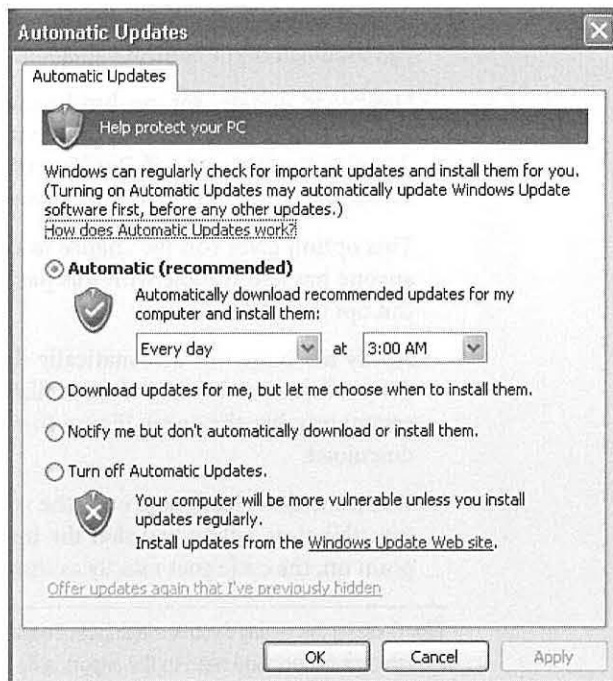 Automatic Updates
Automatic Updates
Help protect your PC
Windows can regularly check for important updates and install them for you.
(Turning on Automatic Updates may automatically update Windows Update
software first, before any other updates.)
How does Automatic Updates work?
Automatic (recommended)
Automatically download recommended updates for my
computer and install them:
Every day at 3:00 AM
Download updates for me, but let me choose when to install them.
Notify me but don't automatically download or install them.
Turn off Automatic Updates.
Your computer will be more vulnerable unless you install
updates regularly.
Install updates from the Windows Update Web site.
Offer updates again that I've previously hidden
OK Cancel Apply